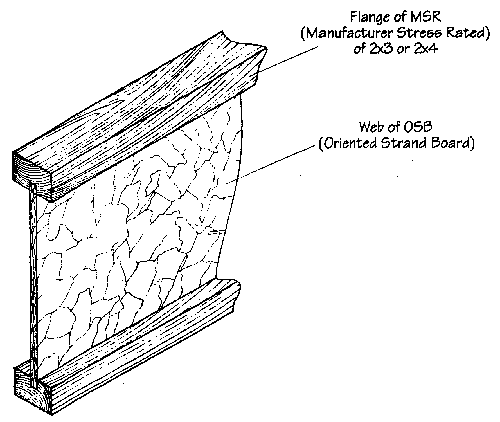 Flange of MSR
(Manufacturer Stress Rated)
of 2x3 or 2x4
Web of OSB
(Oriented Strand Board)